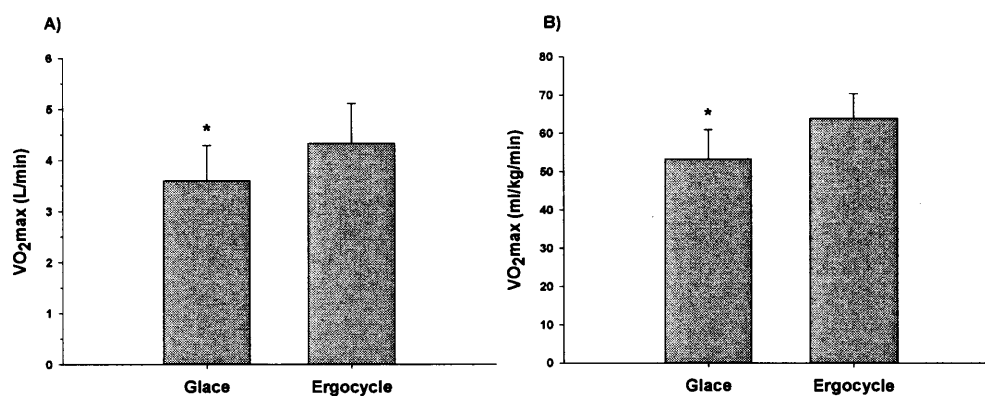 A)
VO2max (L/min)
6
5
4
3
2
1
0
*
Glace
Ergocycle
B)
VO2max (ml/kg/min)
80
70
60
50
40
30
20
10
0
*
Glace
Ergocycle